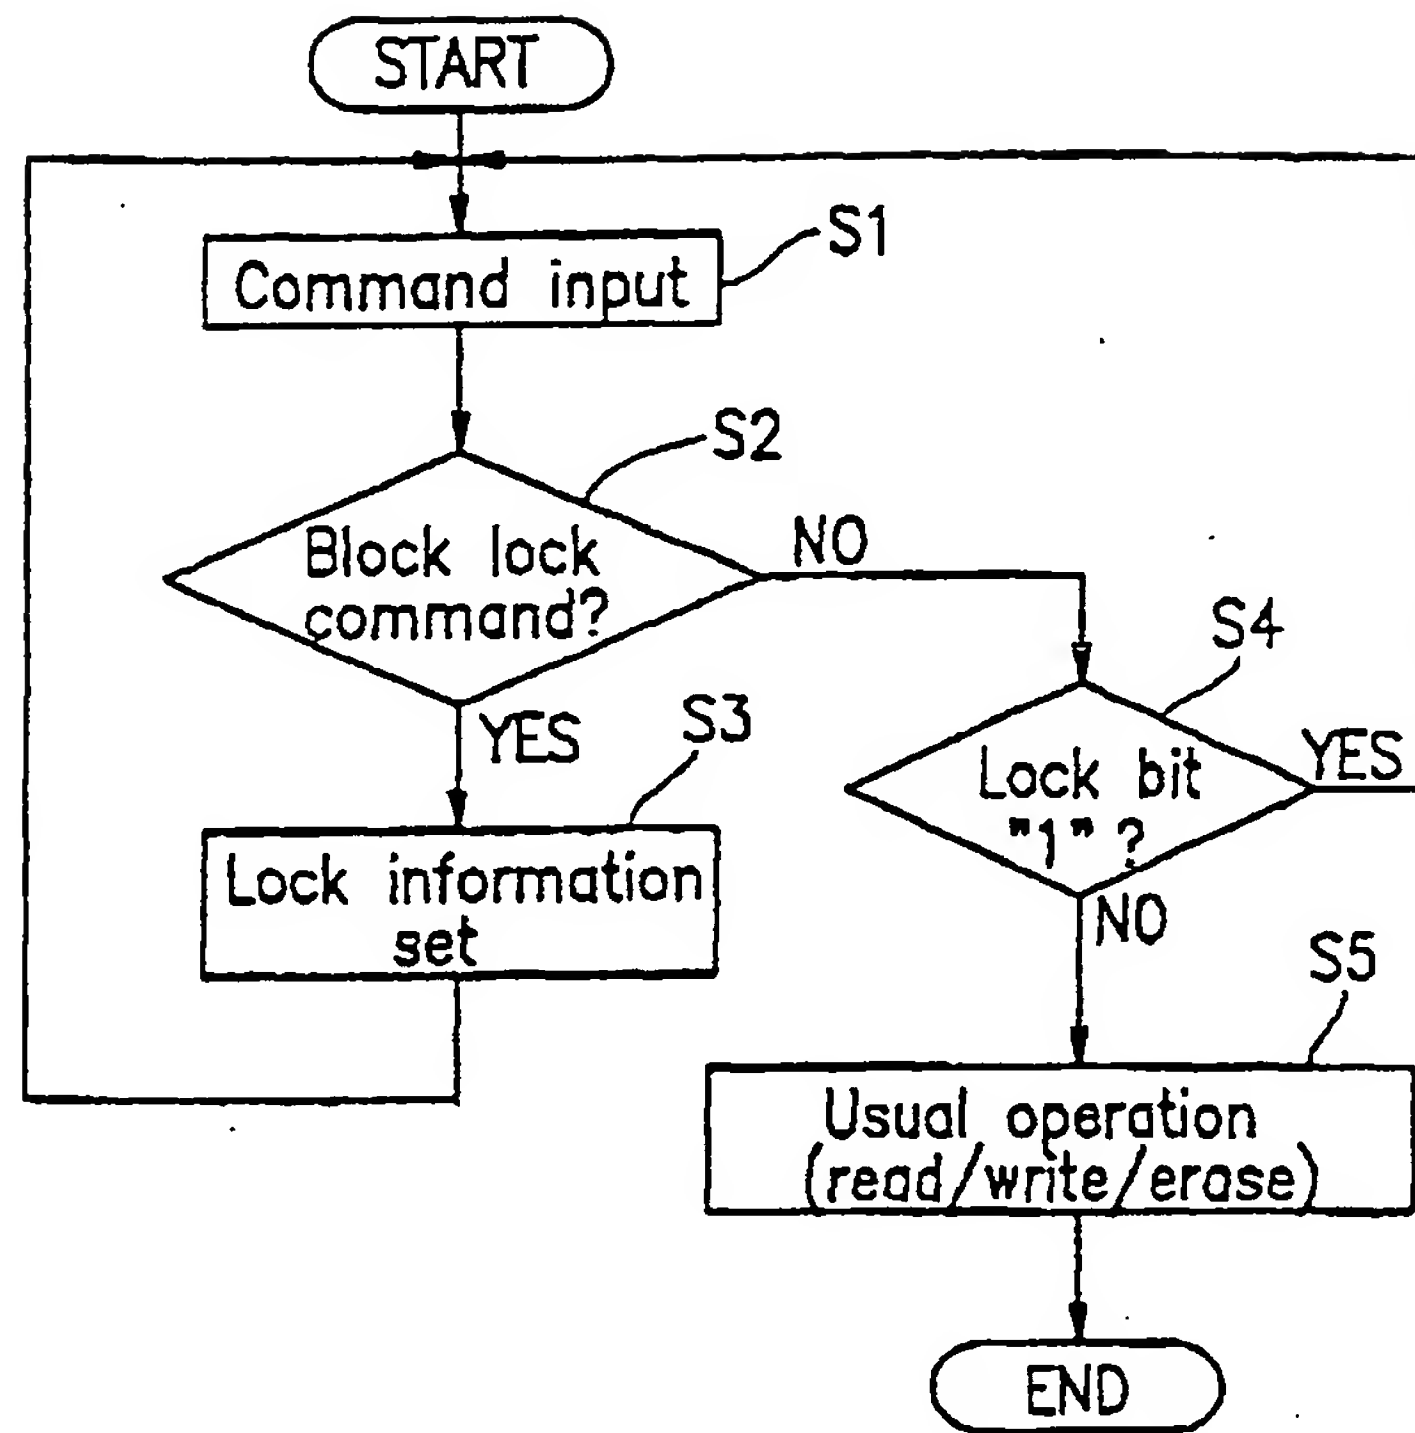 START
S1
Command input
S2
Block lock
command?
NO
YES
S3
Lock information
set
S4
Lock bit
"1"?
YES
NO
S5
Usual operation
(read/write/erase)
END